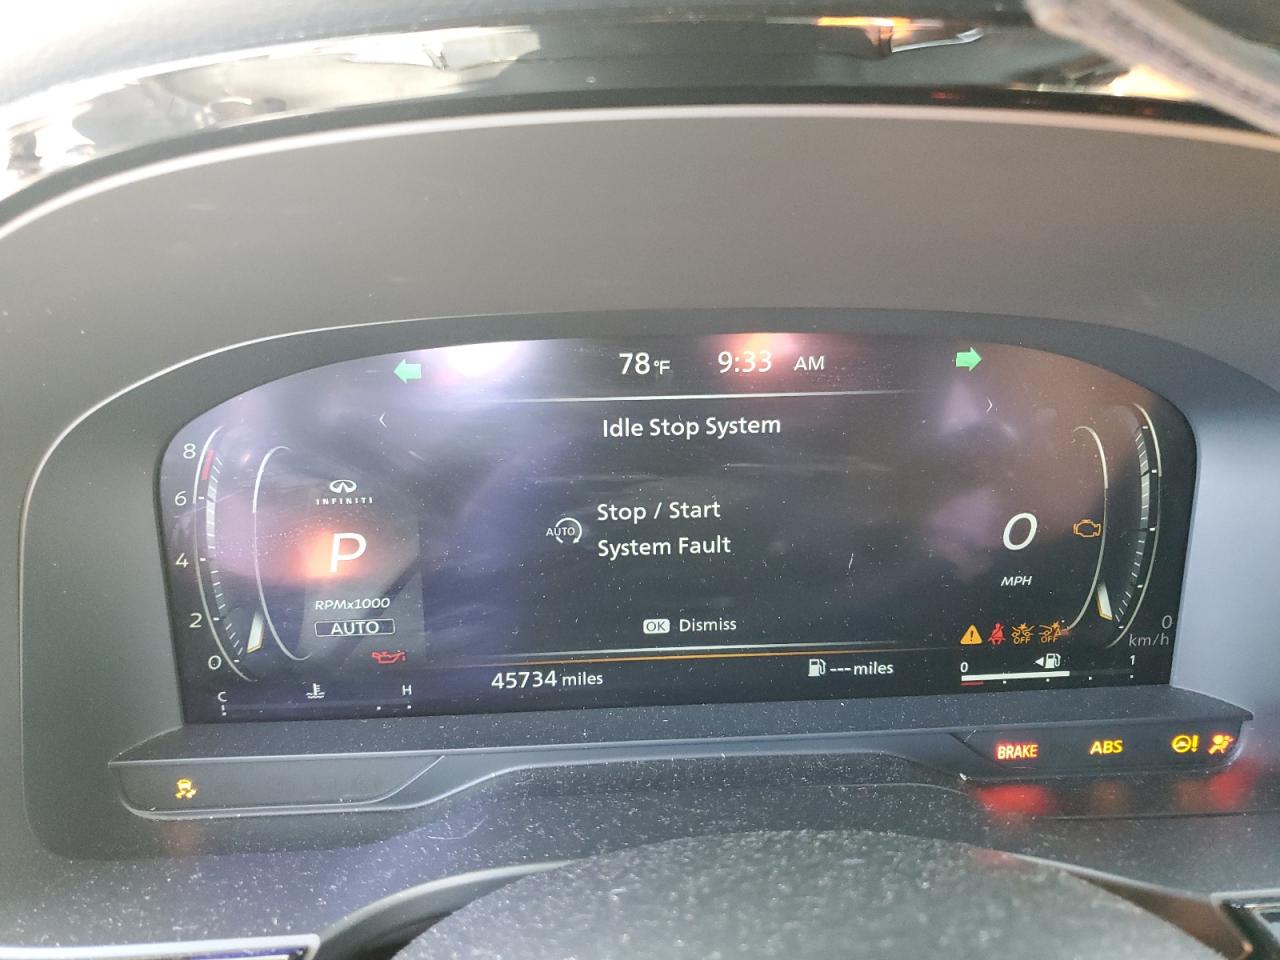 78°F 9:33 AM
Idle Stop System
8
6
4
2
0
INFINITI
P
RPMx1000
AUTO
AUTO
Stop / Start
System Fault
OK Dismiss
0
MPH
0
km/h
OFF OFF
C H
45734 miles
---miles
0 1
BRAKE ABS